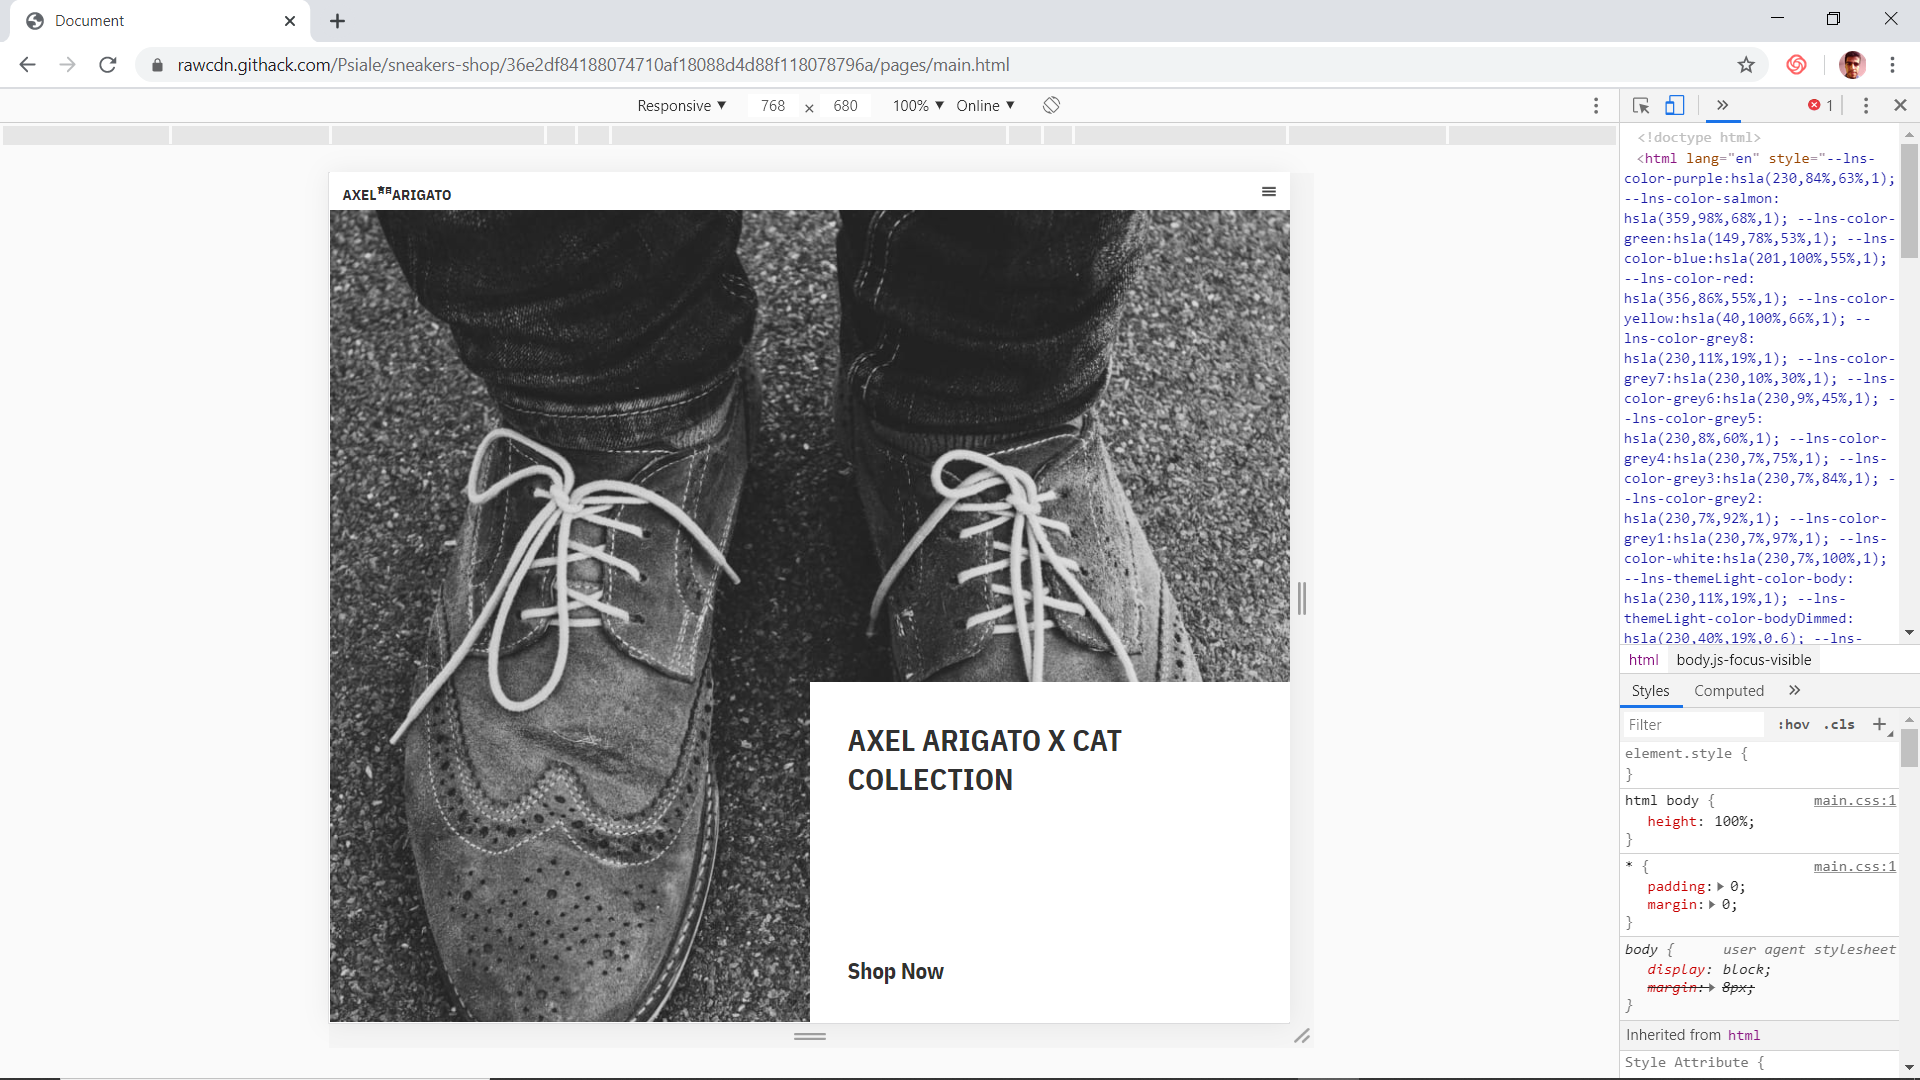 Document
rawcdn.githack.com/Psiale/sneakers-shop/36e2df84188074710af18088d4d88f118078796a/pages/main.html
Responsive ▼ 768 × 680 100% ▼ Online ▼
1
AXEL ARIGATO
AXEL ARIGATO X CAT
COLLECTION
Shop Now
<!doctype html>
<html lang="en" style="--lns-
color-purple:hsla(230,84%,63%,1);
--lns-color-salmon:
hsla(359,98%,68%,1); --lns-color-
green:hsla(149,78%,53%,1); --lns-
color-blue:hsla(201,100%,55%,1);
--lns-color-red:
hsla(356,86%,55%,1); --lns-color-
yellow:hsla(40,100%,66%,1); --
lns-color-grey8:
hsla(230,11%,19%,1); --lns-color-
grey7:hsla(230,10%,30%,1); --lns-
color-grey6:hsla(230,9%,45%,1); -
-lns-color-grey5:
hsla(230,8%,60%,1); --lns-color-
grey4:hsla(230,7%,75%,1); --lns-
color-grey3:hsla(230,7%,84%,1); -
-lns-color-grey2:
hsla(230,7%,92%,1); --lns-color-
grey1:hsla(230,7%,97%,1); --lns-
color-white:hsla(230,7%,100%,1);
--lns-themeLight-color-body:
hsla(230,11%,19%,1); --lns-
themeLight-color-bodyDimmed:
hsla(230,40%,19%,0.6); --lns-
html body.js-focus-visible
Styles Computed »
Filter :hov .cls +
element.style {
}
html body { main.css:1
height: 100%;
}
* { main.css:1
padding: 0;
margin: 0;
}
body { user agent stylesheet
display: block;
margin: 8px;
}
Inherited from html
Style Attribute {